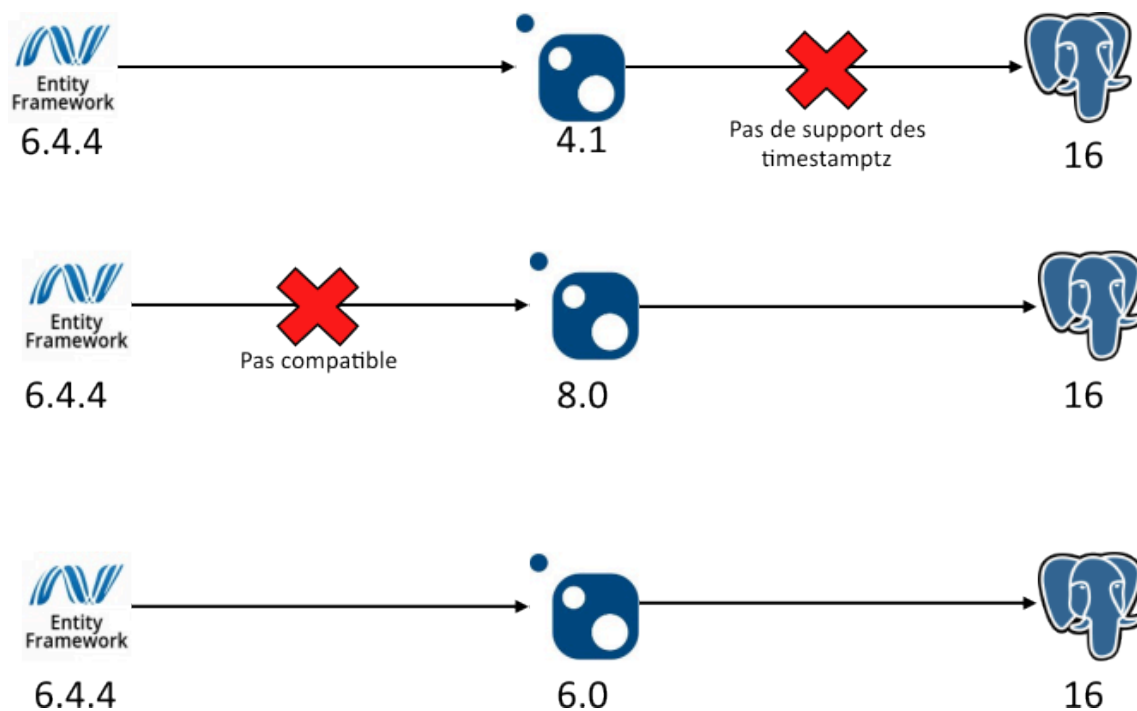 Entity
Framework
6.4.4
4.1
Pas de support des
timestamptz
16
Entity
Framework
6.4.4
Pas compatible
8.0
16
Entity
Framework
6.4.4
6.0
16